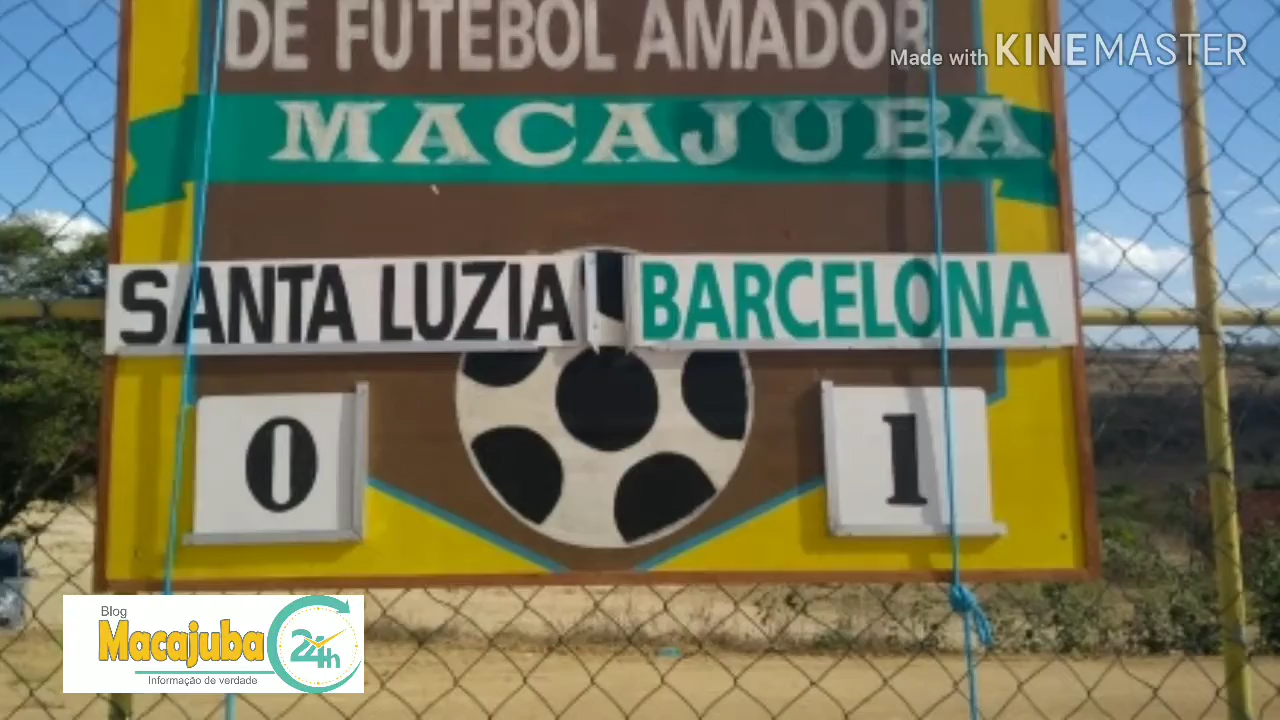 DE FUTEBOL AMADOR
Made with KINEMASTER
MACAJUBA
SANTA LUZIA BARCELONA
0 1
Blog
Macajuba 24h
Informação de verdade